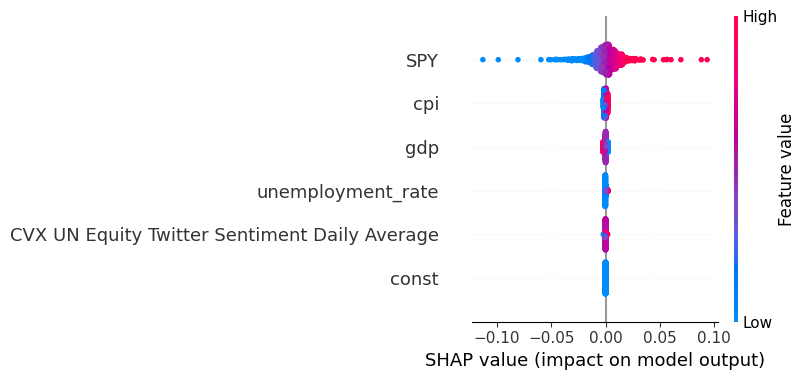 High
SPY
cpi
gdp
unemployment_rate
CVX UN Equity Twitter Sentiment Daily Average
const
Feature value
Low
−0.10 −0.05 0.00 0.05 0.10
SHAP value (impact on model output)